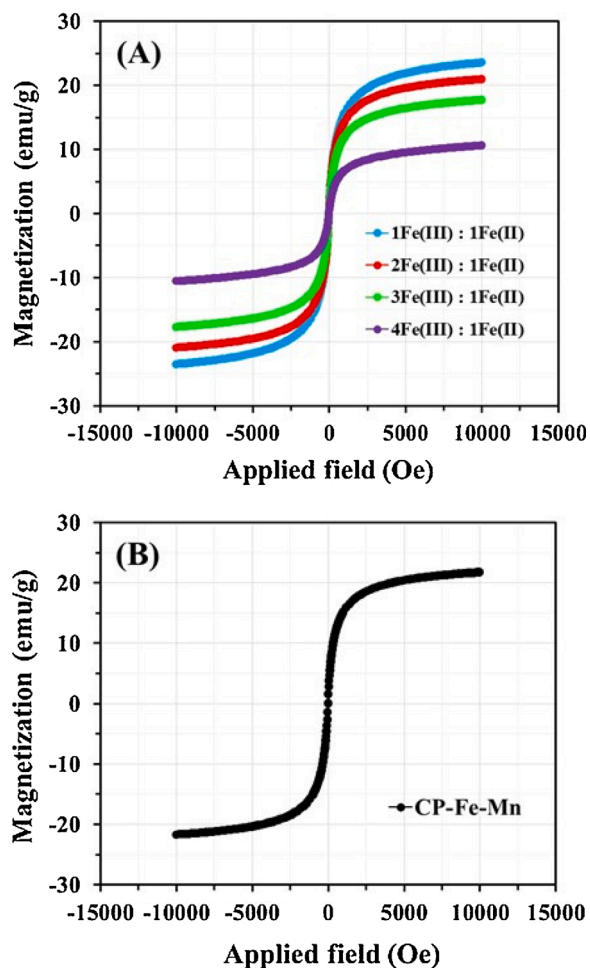 (A)
Magnetization (emu/g)
30
20
10
0
-10
-20
-30
1Fe(III) : 1Fe(II)
2Fe(III) : 1Fe(II)
3Fe(III) : 1Fe(II)
4Fe(III) : 1Fe(II)
-15000 -10000 -5000 0 5000 10000 15000
Applied field (Oe)
(B)
Magnetization (emu/g)
30
20
10
0
-10
-20
-30
CP-Fe-Mn
-15000 -10000 -5000 0 5000 10000 15000
Applied field (Oe)